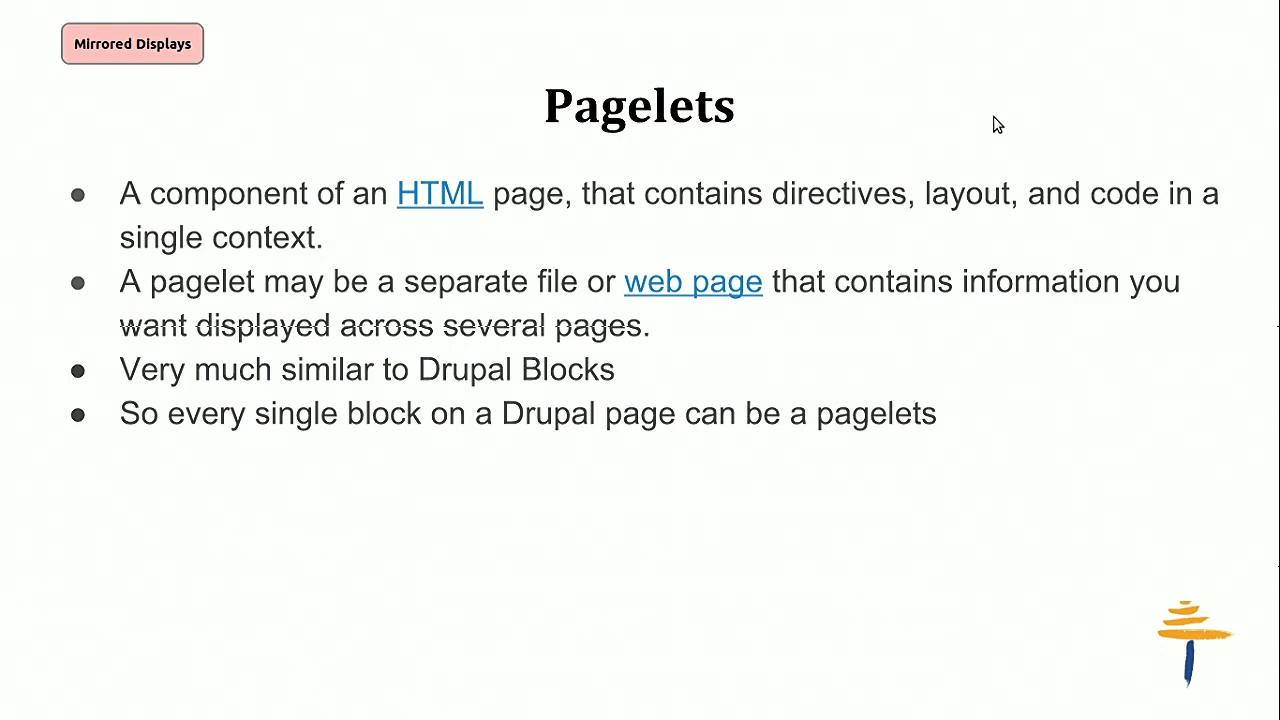 Mirrored Displays
Pagelets
● A component of an HTML page, that contains directives, layout, and code in a
single context.
● A pagelet may be a separate file or web page that contains information you
want displayed across several pages.
● Very much similar to Drupal Blocks
● So every single block on a Drupal page can be a pagelets